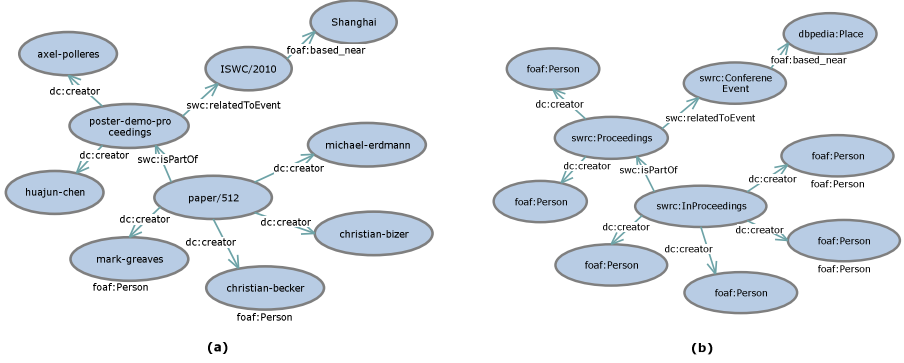 Shanghai
foaf:based_near
axel-polleres
ISWC/2010
dc:creator
swc:relatedToEvent
poster-demo-pro
ceedings
dc:creator
swc:isPartOf
michael-erdmann
dc:creator
huajun-chen
paper/512
dc:creator
dc:creator
christian-bizer
dc:creator
mark-greaves
foaf:Person
christian-becker
foaf:Person
(a)
dbpedia:Place
foaf:based_near
foaf:Person
swrc:Conferene
Event
dc:creator
swc:relatedToEvent
swrc:Proceedings
dc:creator
swc:isPartOf
foaf:Person
foaf:Person
dc:creator
foaf:Person
swrc:InProceedings
dc:creator
dc:creator
foaf:Person
foaf:Person
dc:creator
foaf:Person
foaf:Person
(b)